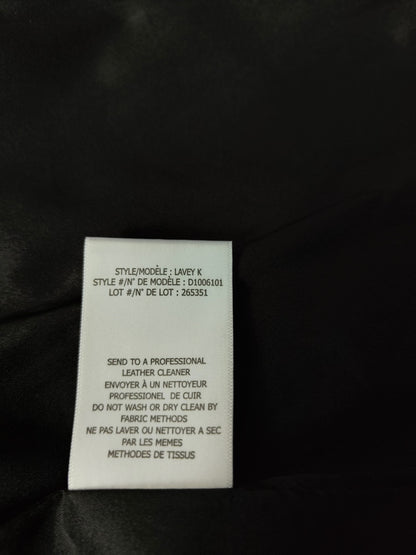 STYLE/MODÈLE : LAVEY K
STYLE #/N° DE MODÈLE : D1006101
LOT #/N° DE LOT : 265351
SEND TO A PROFESSIONAL
LEATHER CLEANER
ENVOYER À UN NETTOYEUR
PROFESSIONEL DE CUIR
DO NOT WASH OR DRY CLEAN BY
FABRIC METHODS
NE PAS LAVER OU NETTOYER A SEC
PAR LES MEMES
METHODES DE TISSUS